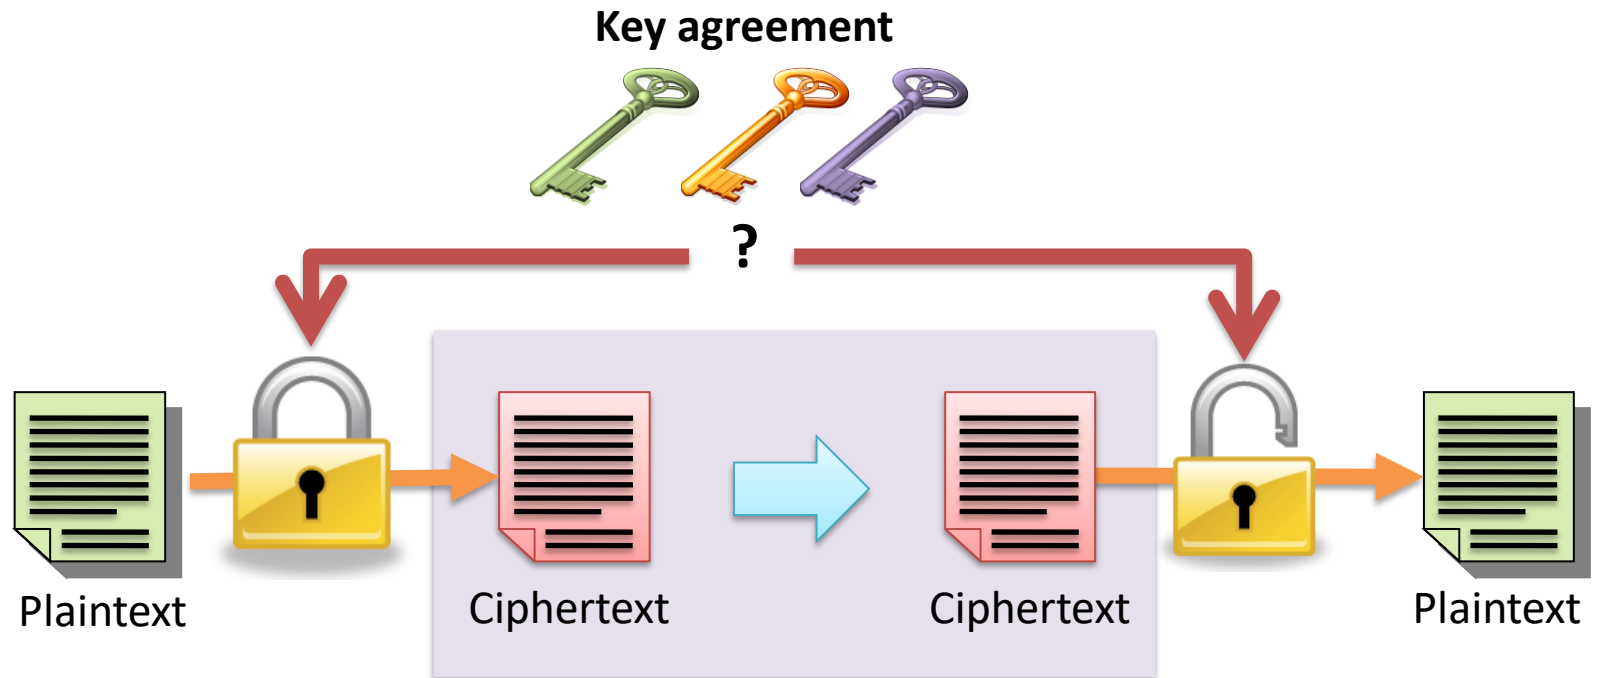 Key agreement
?
Plaintext
Ciphertext
Ciphertext
Plaintext